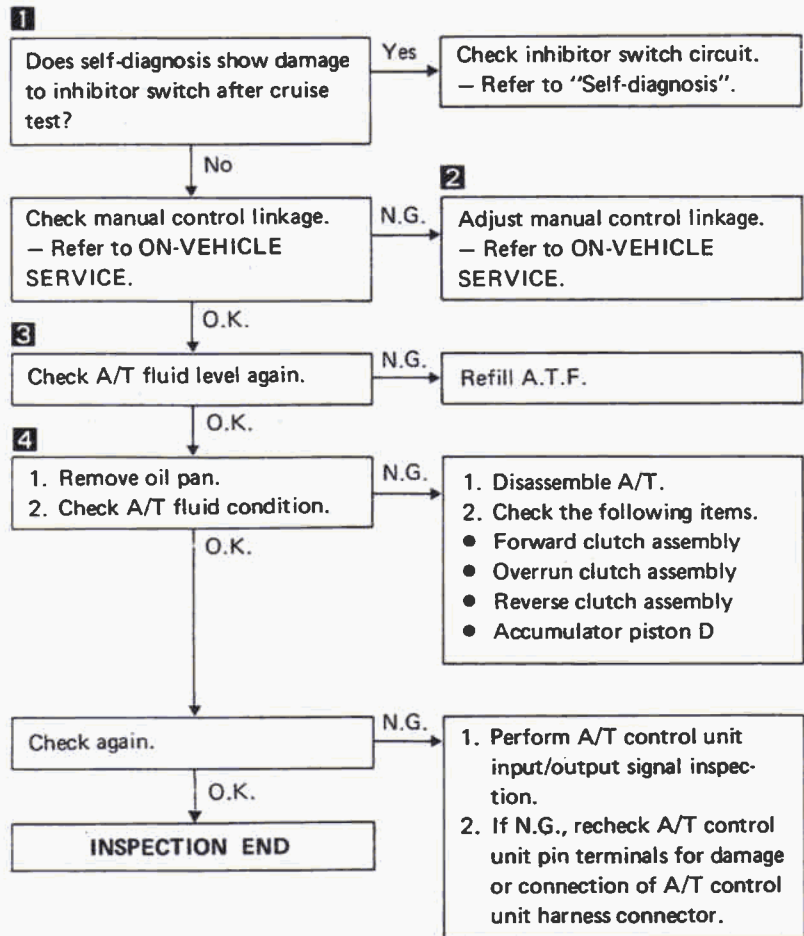 1
Does self-diagnosis show damage
to inhibitor switch after cruise
test?
Yes
Check inhibitor switch circuit.
— Refer to "Self-diagnosis".
No
Check manual control linkage.
— Refer to ON-VEHICLE
SERVICE.
N.G.
2
Adjust manual control linkage.
— Refer to ON-VEHICLE
SERVICE.
O.K.
3
Check A/T fluid level again.
N.G.
Refill A.T.F.
O.K.
4
1. Remove oil pan.
2. Check A/T fluid condition.
N.G.
1. Disassemble A/T.
2. Check the following items.
● Forward clutch assembly
● Overrun clutch assembly
● Reverse clutch assembly
● Accumulator piston D
O.K.
Check again.
N.G.
1. Perform A/T control unit
input/output signal inspec-
tion.
2. If N.G., recheck A/T control
unit pin terminals for damage
or connection of A/T control
unit harness connector.
O.K.
INSPECTION END